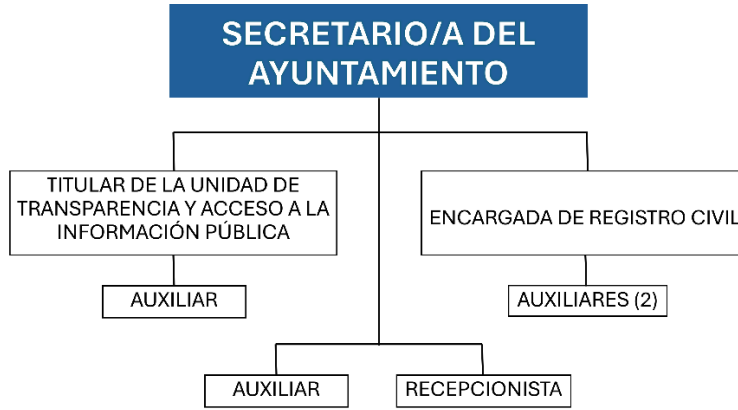 SECRETARIO/A DEL
AYUNTAMIENTO
TITULAR DE LA UNIDAD DE
TRANSPARENCIA Y ACCESO A LA
INFORMACIÓN PÚBLICA
ENCARGADA DE REGISTRO CIVIL
AUXILIAR
AUXILIARES (2)
AUXILIAR
RECEPCIONISTA